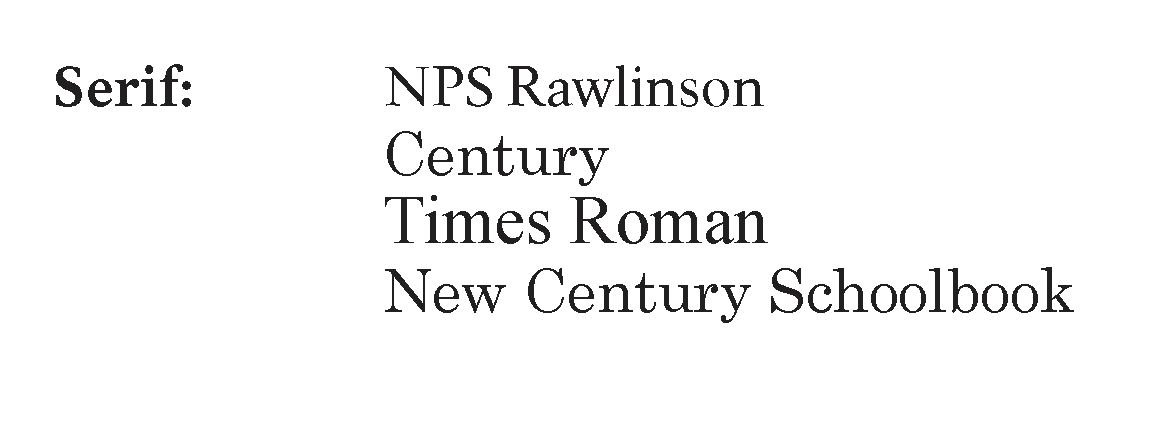 Serif: NPS Rawlinson
Century
Times Roman
New Century Schoolbook